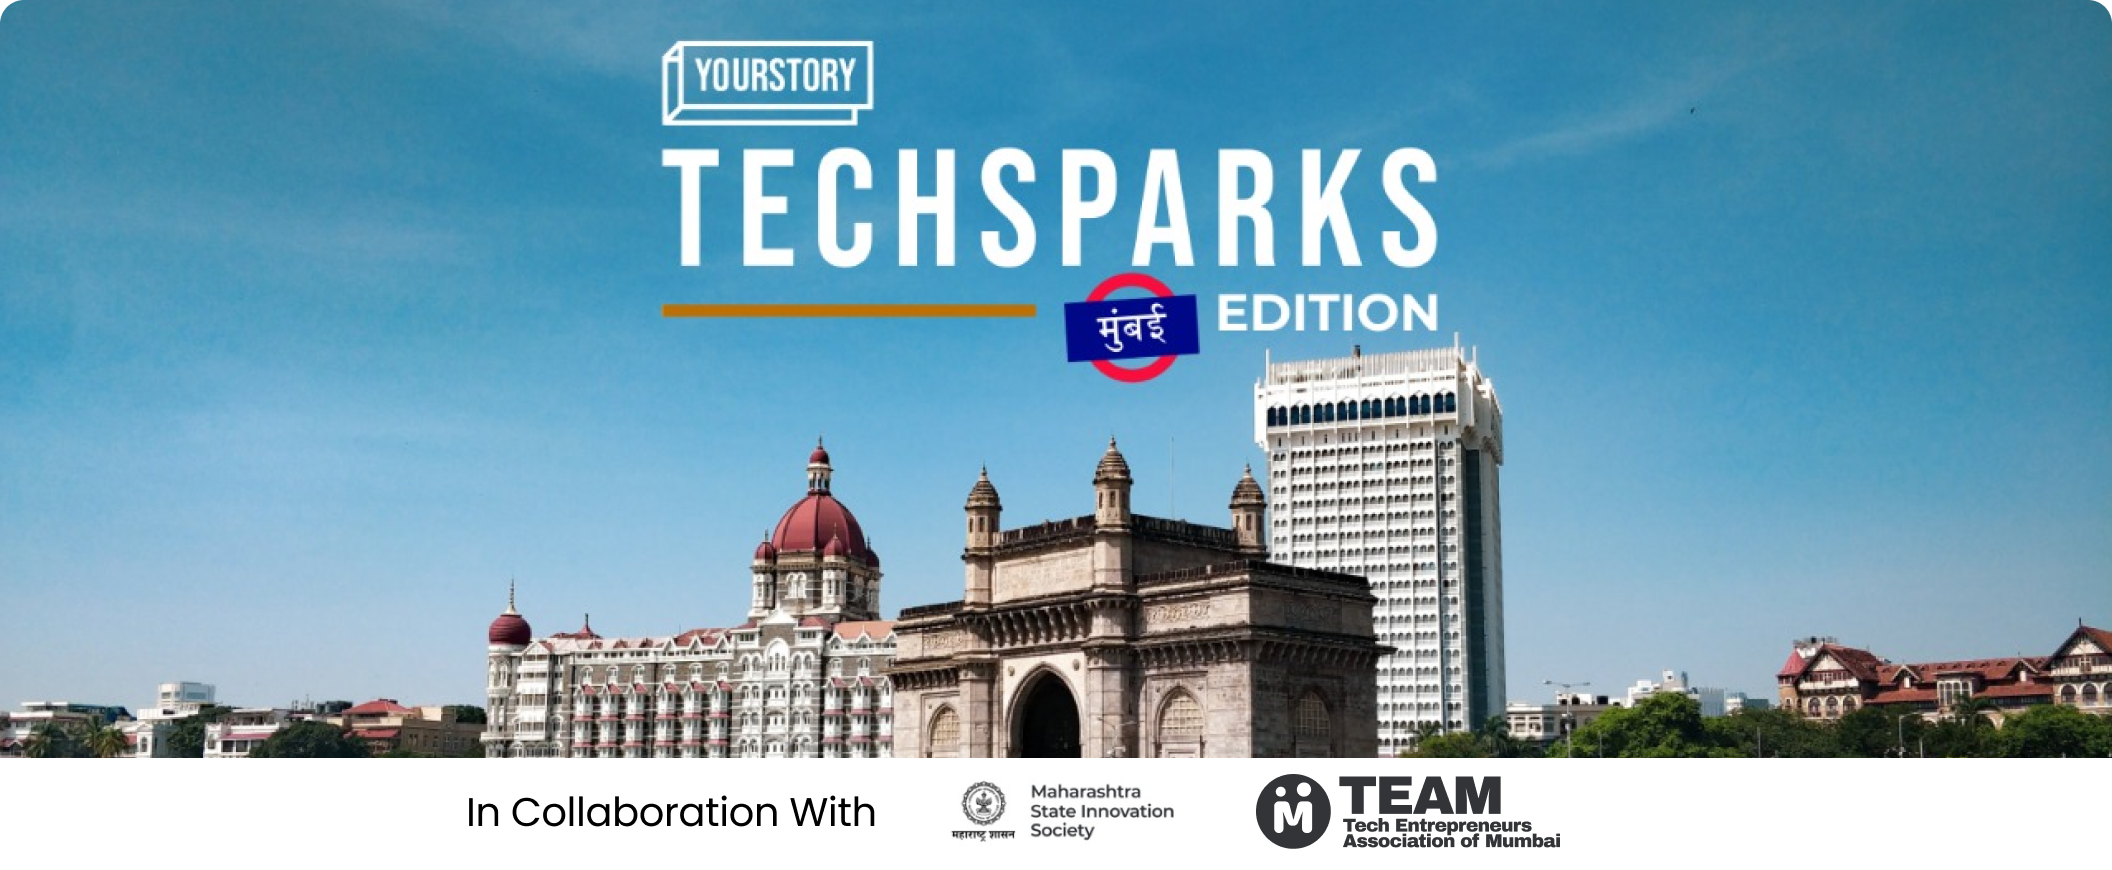 YOURSTORY
TECHSPARKS
मुंबई EDITION
In Collaboration With
महाराष्ट्र शासन
Maharashtra
State Innovation
Society
TEAM
Tech Entrepreneurs
Association of Mumbai